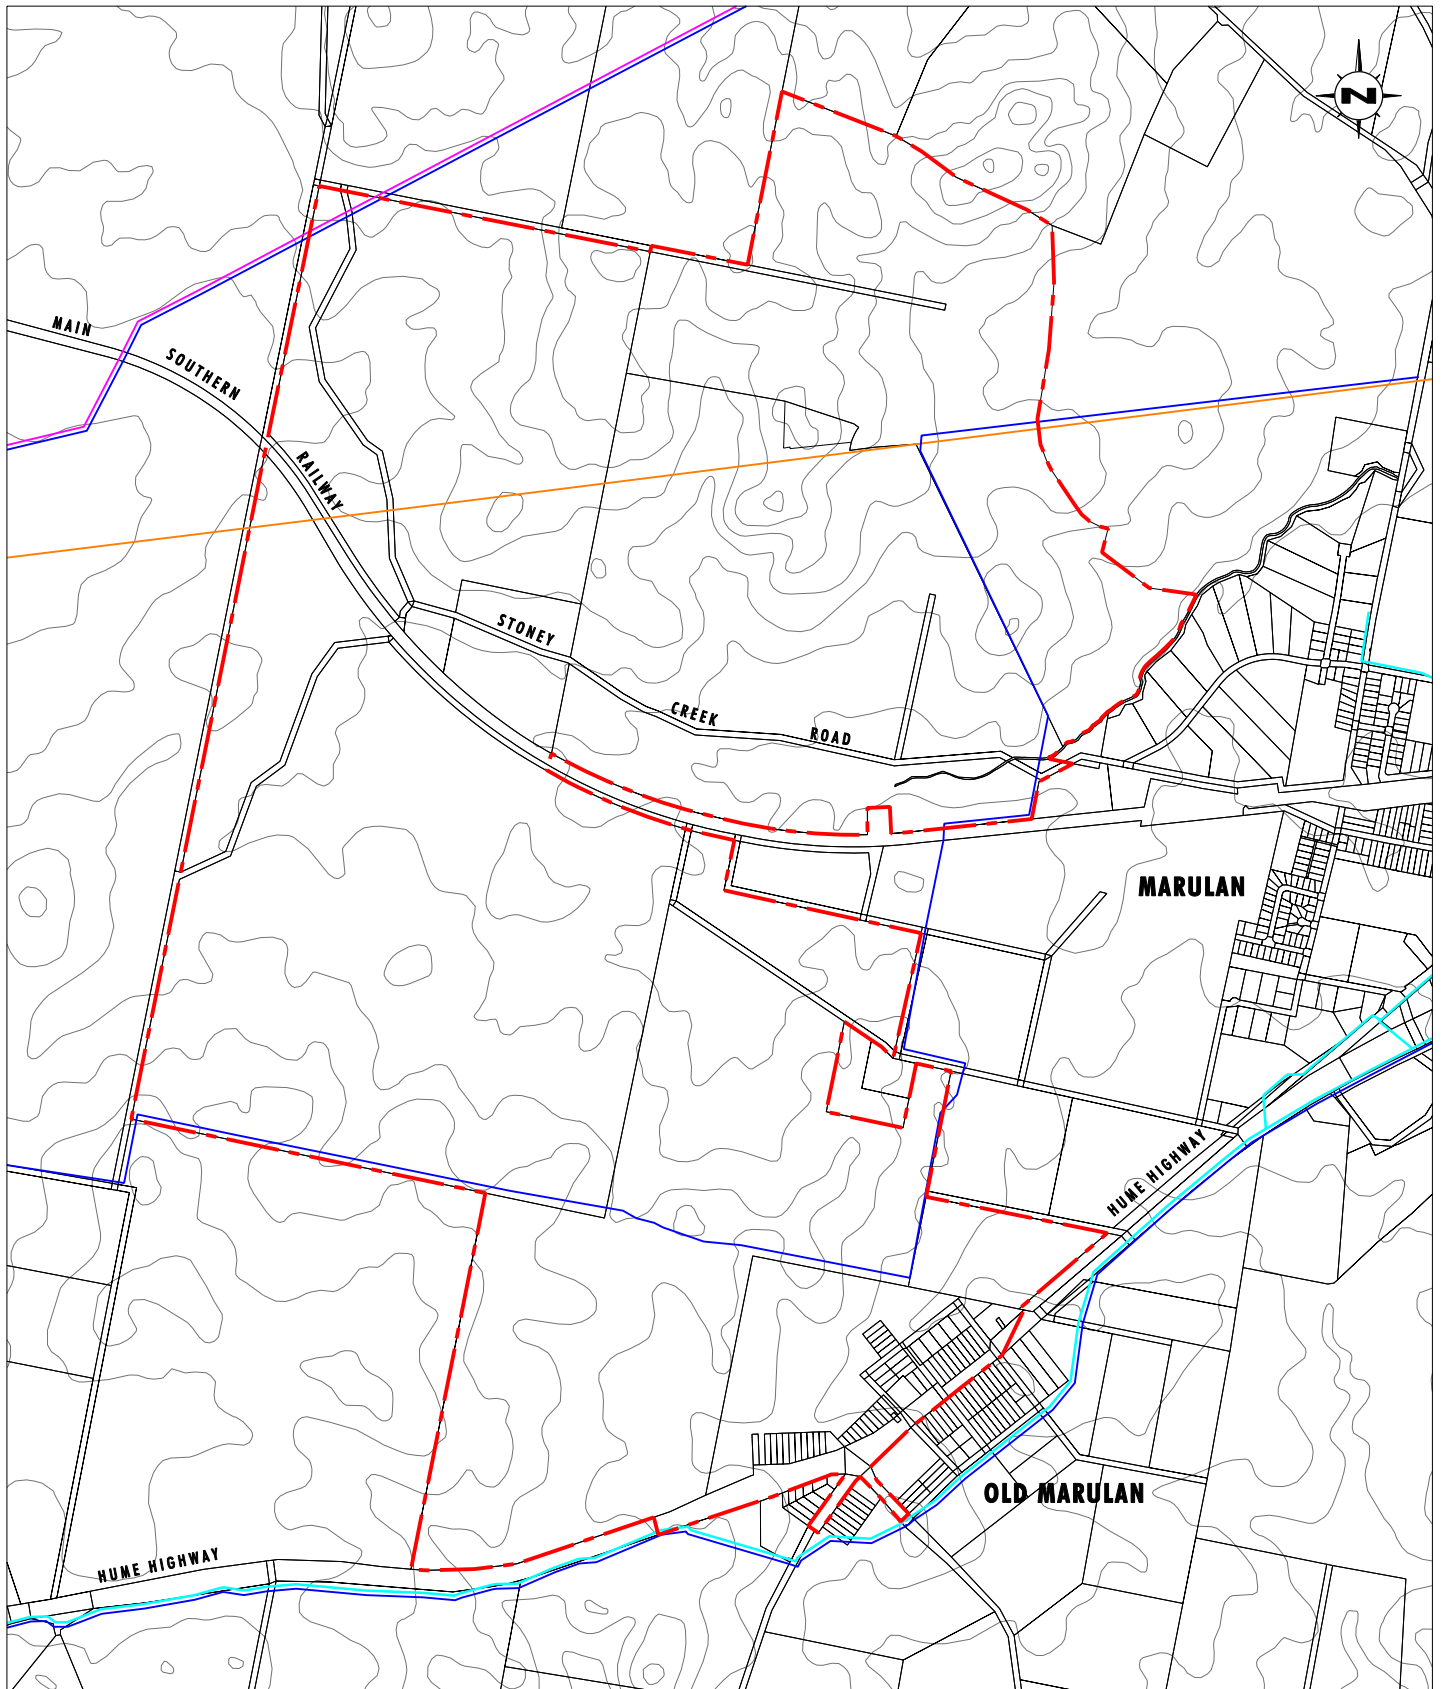 N
MAIN
SOUTHERN
RAILWAY
STONEY
CREEK
ROAD
MARULAN
HUME HIGHWAY
OLD MARULAN
HUME HIGHWAY